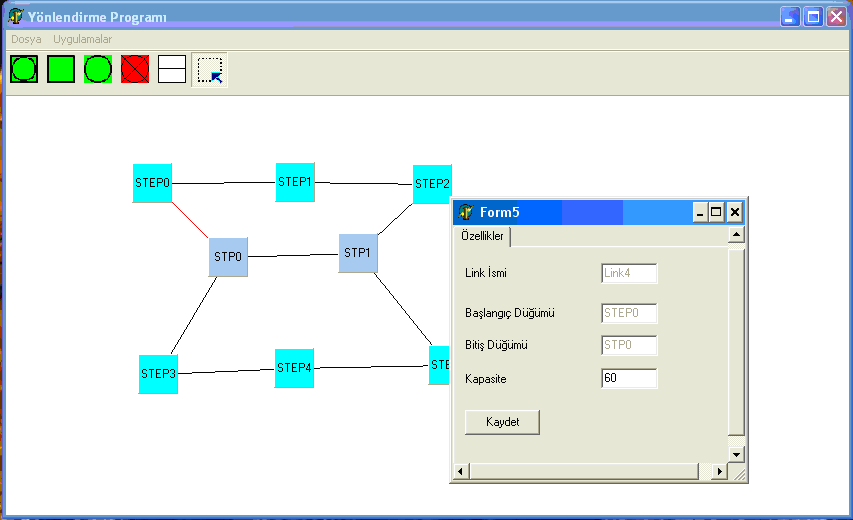 Yönlendirme Programı
Dosya Uygulamalar
STEP0
STEP1
STEP2
STP0
STP1
STEP3
STEP4
Form5
Özellikler
Link İsmi
Link4
Başlangıç Düğümü
STEP0
Bitiş Düğümü
STP0
Kapasite
60
Kaydet